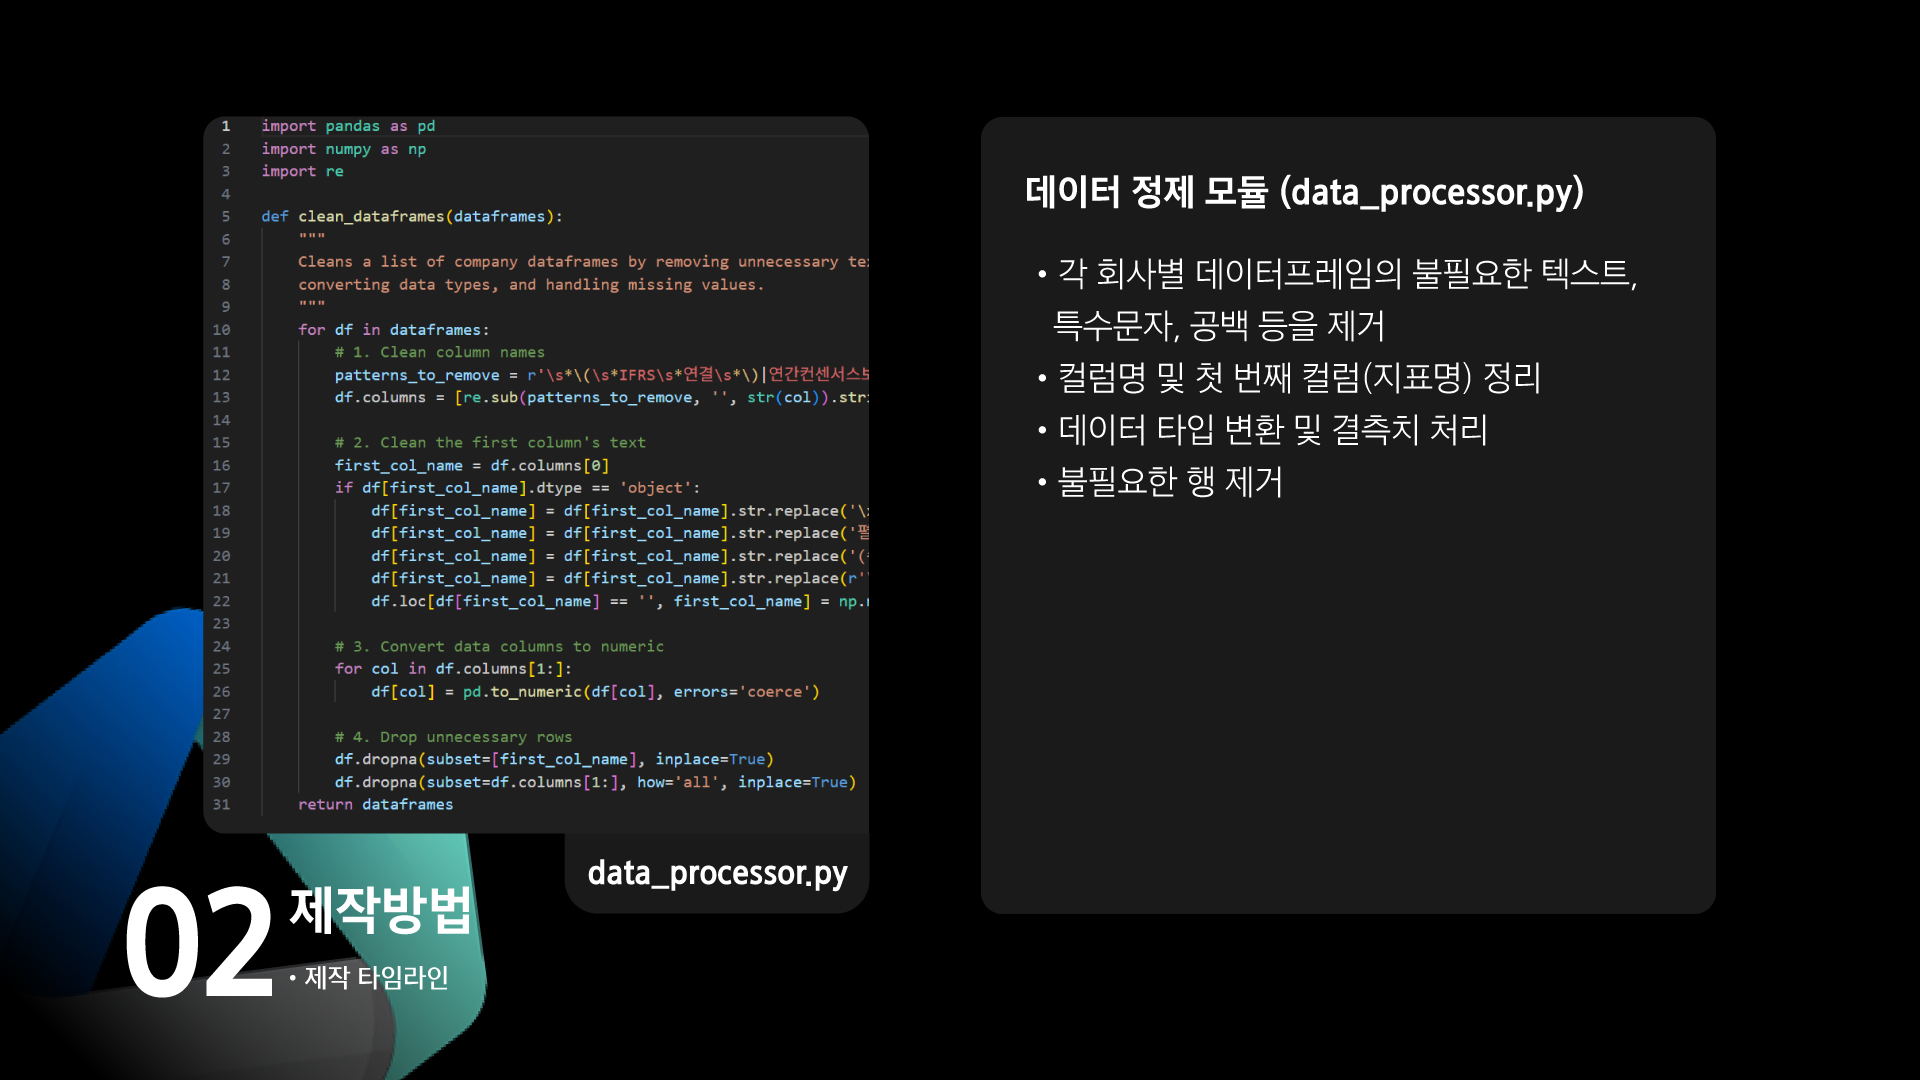 1 import pandas as pd
2 import numpy as np
3 import re
4
5 def clean_dataframes(dataframes):
6 """
7 Cleans a list of company dataframes by removing unnecessary
8 converting data types, and handling missing values.
9 """
10 for df in dataframes:
11 # 1. Clean column names
12 patterns_to_remove = r'\s*\(\s*IFRS\s*연결\s*\)|연간컨센서스보
13 df.columns = [re.sub(patterns_to_remove, '', str(col)).str
14
15 # 2. Clean the first column's text
16 first_col_name = df.columns[0]
17 if df[first_col_name].dtype == 'object':
18 df[first_col_name] = df[first_col_name].str.replace('\
19 df[first_col_name] = df[first_col_name].str.replace('펼
20 df[first_col_name] = df[first_col_name].str.replace('(
21 df[first_col_name] = df[first_col_name].str.replace(r'
22 df.loc[df[first_col_name] == '', first_col_name] = np.
23
24 # 3. Convert data columns to numeric
25 for col in df.columns[1:]:
26 df[col] = pd.to_numeric(df[col], errors='coerce')
27
28 # 4. Drop unnecessary rows
29 df.dropna(subset=[first_col_name], inplace=True)
30 df.dropna(subset=df.columns[1:], how='all', inplace=True)
31 return dataframes
data_processor.py
데이터 정제 모듈 (data_processor.py)
• 각 회사별 데이터프레임의 불필요한 텍스트,
특수문자, 공백 등을 제거
• 컬럼명 및 첫 번째 컬럼(지표명) 정리
• 데이터 타입 변환 및 결측치 처리
• 불필요한 행 제거
02 제작방법
• 제작 타임라인